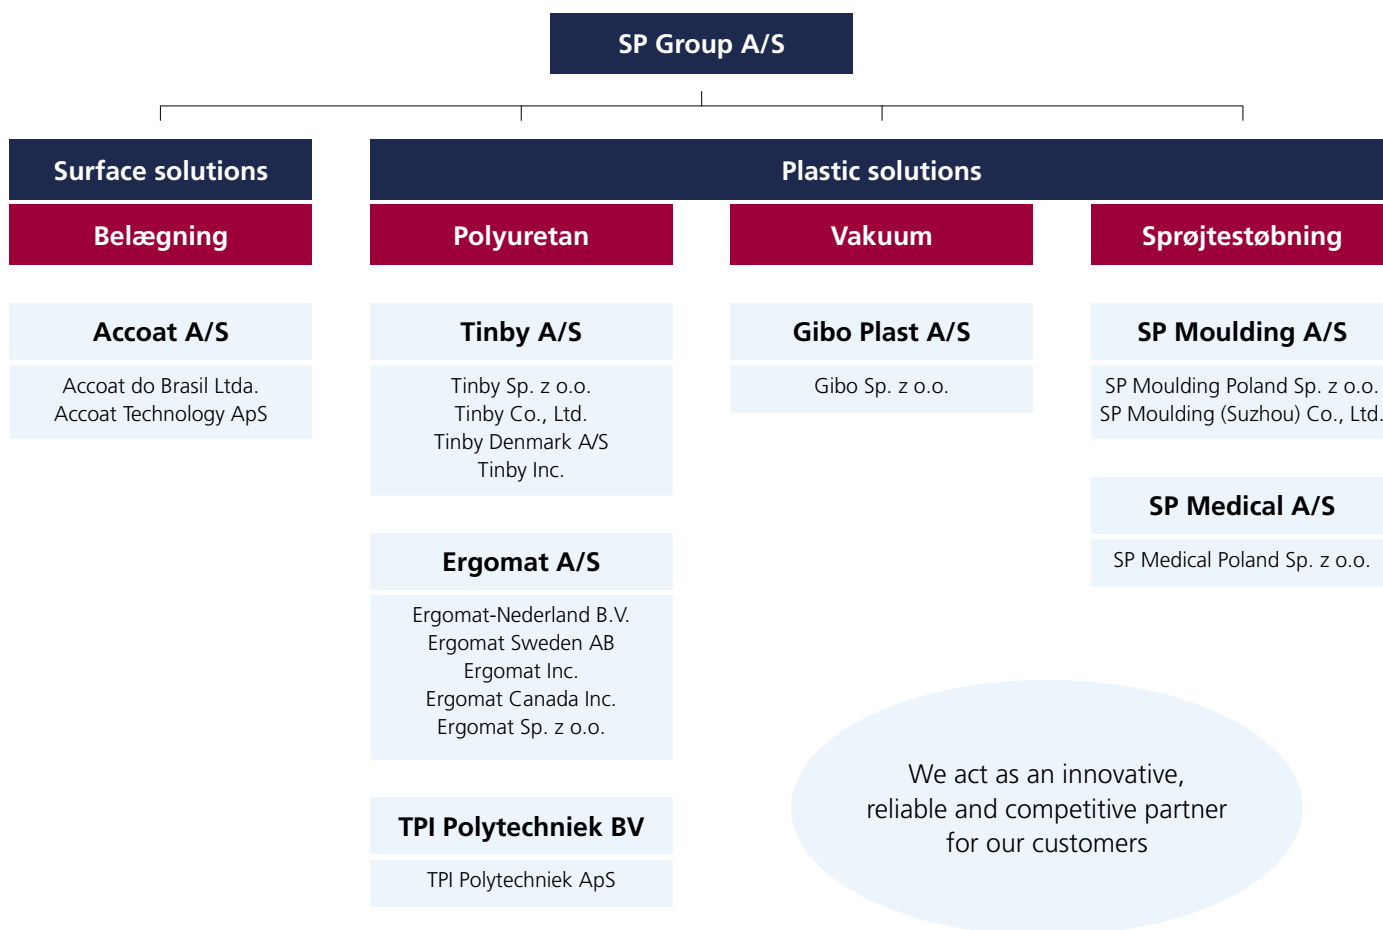 SP Group A/S
Surface solutions
Plastic solutions
Belægning
Polyuretan
Vakuum
Sprøjtestøbning
Accoat A/S
Accoat do Brasil Ltda.
Accoat Technology ApS
Tinby A/S
Tinby Sp. z o.o.
Tinby Co., Ltd.
Tinby Denmark A/S
Tinby Inc.
Ergomat A/S
Ergomat-Nederland B.V.
Ergomat Sweden AB
Ergomat Inc.
Ergomat Canada Inc.
Ergomat Sp. z o.o.
TPI Polytechniek BV
TPI Polytechniek ApS
Gibo Plast A/S
Gibo Sp. z o.o.
SP Moulding A/S
SP Moulding Poland Sp. z o.o.
SP Moulding (Suzhou) Co., Ltd.
SP Medical A/S
SP Medical Poland Sp. z o.o.
We act as an innovative,
reliable and competitive partner
for our customers